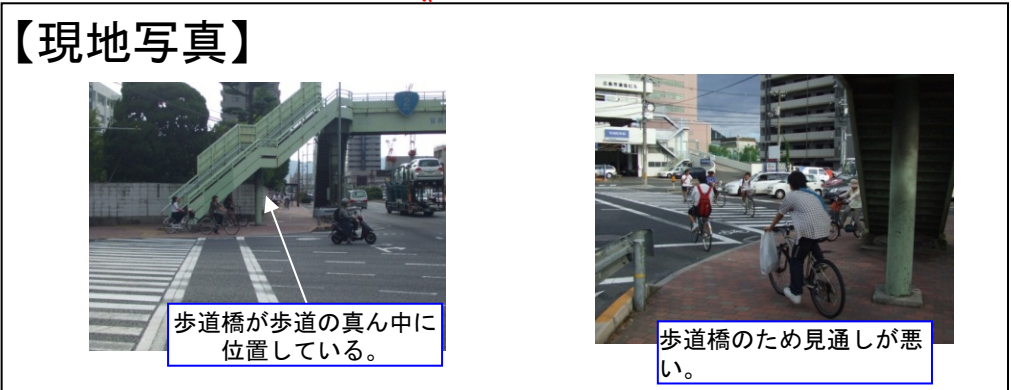 【現地写真】
歩道橋が歩道の真ん中に
位置している。
歩道橋のため見通しが悪
い。